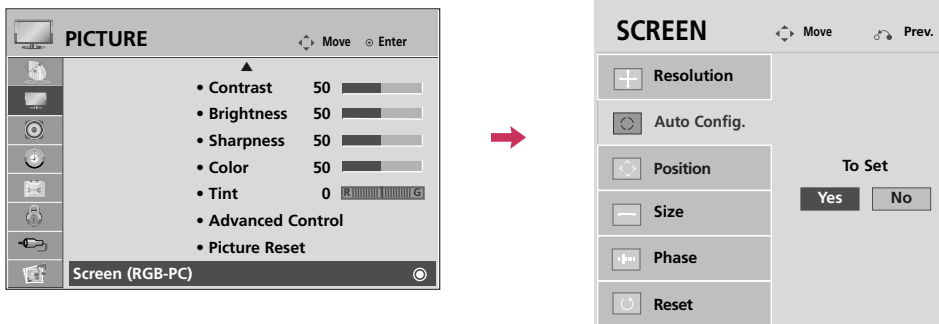 PICTURE
Move Enter
• Contrast 50
• Brightness 50
• Sharpness 50
• Color 50
• Tint 0 R G
• Advanced Control
• Picture Reset
Screen (RGB-PC)
SCREEN
Move Prev.
Resolution
Auto Config.
Position
Size
Phase
Reset
To Set
Yes No